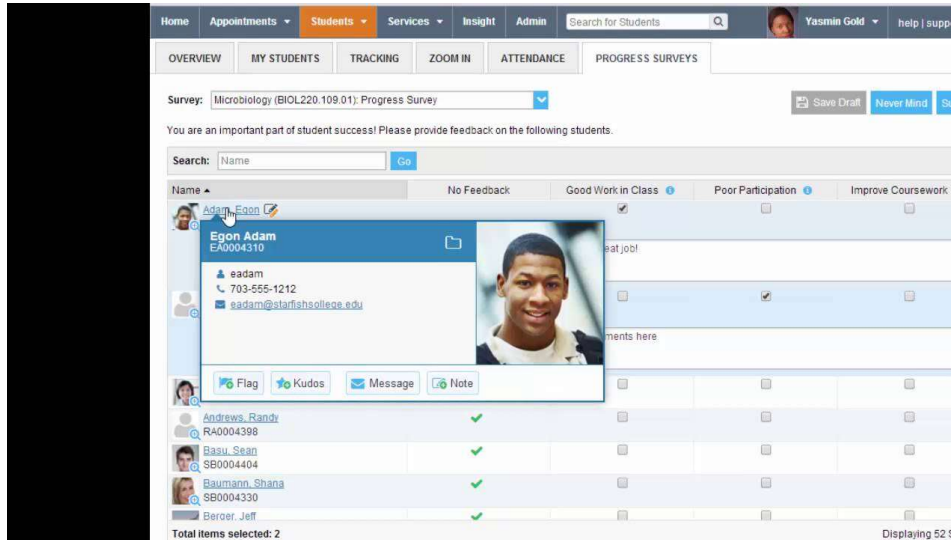 Home Appointments Students Services Insight Admin Search for Students Yasmin Gold help | supp
OVERVIEW MY STUDENTS TRACKING ZOOM IN ATTENDANCE PROGRESS SURVEYS
Survey: Microbiology (BIOL220.109.01): Progress Survey Save Draft Never Mind Su
You are an important part of student success! Please provide feedback on the following students.
Search: Name Go
Name No Feedback Good Work in Class Poor Participation Improve Coursework
Adam, Egon
Egon Adam
EA0004310
eat job!
eadam
703-555-1212
eadam@starfishsollege.edu
ments here
Flag Kudos Message Note
Andrews, Randy
RA0004398
Basu, Sean
SB0004404
Baumann, Shana
SB0004330
Berger, Jeff
Total items selected: 2 Displaying 52 S